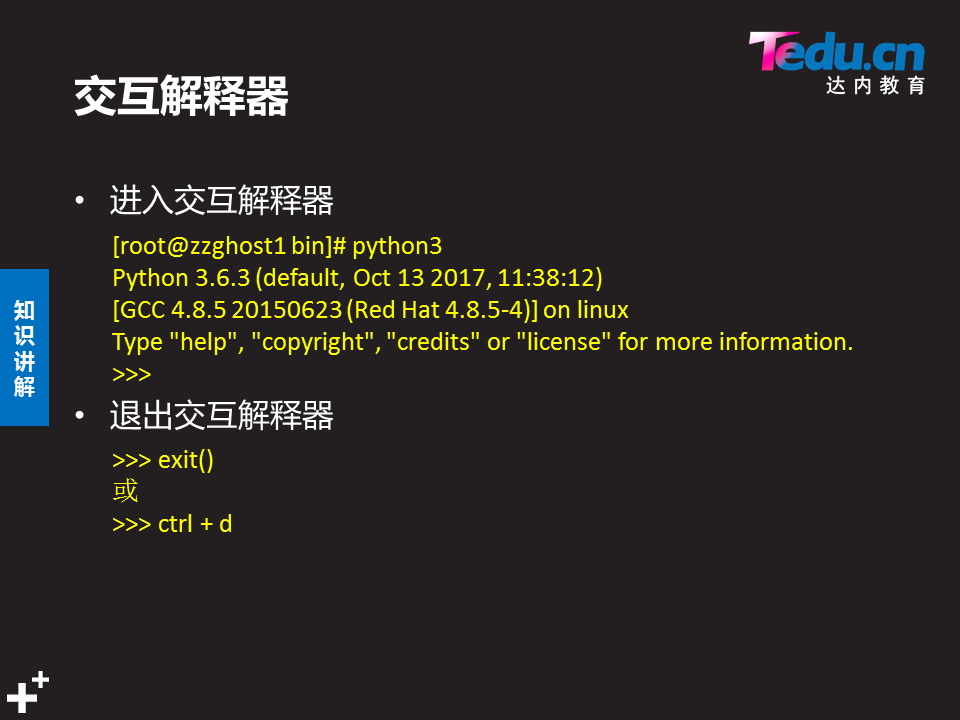 Tedu.cn
达内教育
交互解释器
• 进入交互解释器
[root@zzghost1 bin]# python3
Python 3.6.3 (default, Oct 13 2017, 11:38:12)
[GCC 4.8.5 20150623 (Red Hat 4.8.5-4)] on linux
Type "help", "copyright", "credits" or "license" for more information.
>>>
• 退出交互解释器
>>> exit()
或
>>> ctrl + d
知识讲解